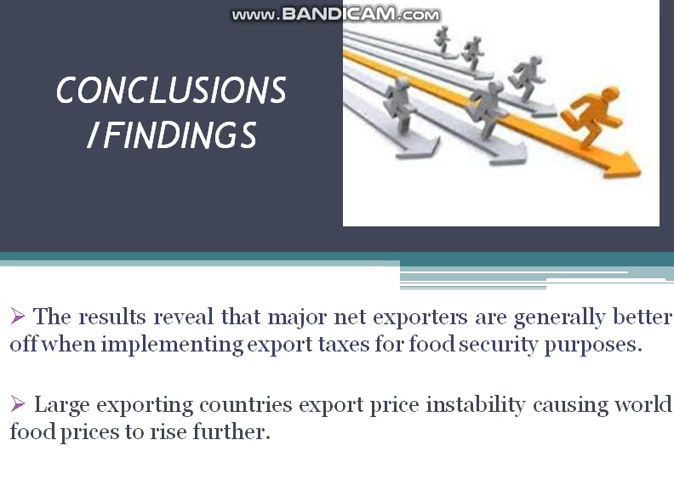 www.BANDICAM.com
CONCLUSIONS
/FINDINGS
➢ The results reveal that major net exporters are generally better
off when implementing export taxes for food security purposes.
➢ Large exporting countries export price instability causing world
food prices to rise further.